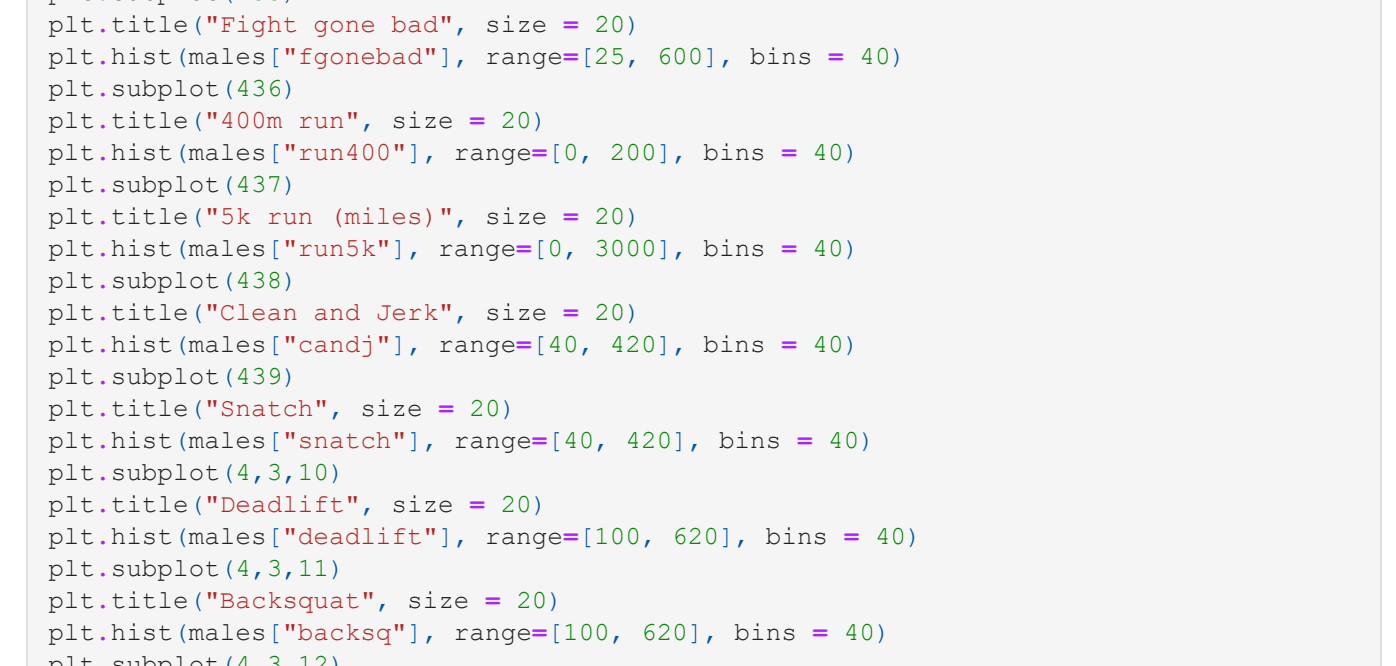 plt.title("Fight gone bad", size = 20)
plt.hist(males["fgonebad"], range=[25, 600], bins = 40)
plt.subplot(436)
plt.title("400m run", size = 20)
plt.hist(males["run400"], range=[0, 200], bins = 40)
plt.subplot(437)
plt.title("5k run (miles)", size = 20)
plt.hist(males["run5k"], range=[0, 3000], bins = 40)
plt.subplot(438)
plt.title("Clean and Jerk", size = 20)
plt.hist(males["candj"], range=[40, 420], bins = 40)
plt.subplot(439)
plt.title("Snatch", size = 20)
plt.hist(males["snatch"], range=[40, 420], bins = 40)
plt.subplot(4,3,10)
plt.title("Deadlift", size = 20)
plt.hist(males["deadlift"], range=[100, 620], bins = 40)
plt.subplot(4,3,11)
plt.title("Backsquat", size = 20)
plt.hist(males["backsq"], range=[100, 620], bins = 40)
plt.subplot(4,3,12)